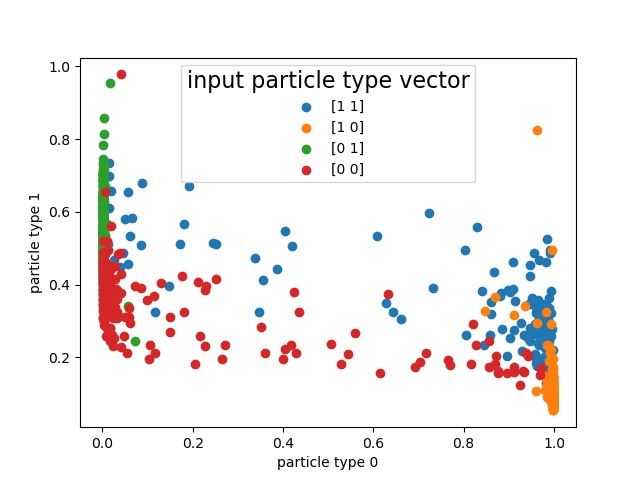 input particle type vector
[1 1]
[1 0]
[0 1]
[0 0]
particle type 1
1.0
0.8
0.6
0.4
0.2
0.0 0.2 0.4 0.6 0.8 1.0
particle type 0